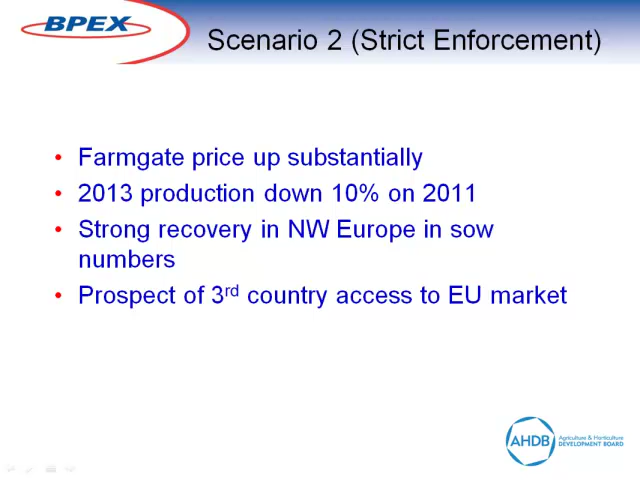 BPEX
Scenario 2 (Strict Enforcement)
• Farmgate price up substantially
• 2013 production down 10% on 2011
• Strong recovery in NW Europe in sow
numbers
• Prospect of 3rd country access to EU market
AHDB
Agriculture & Horticulture
DEVELOPMENT BOARD